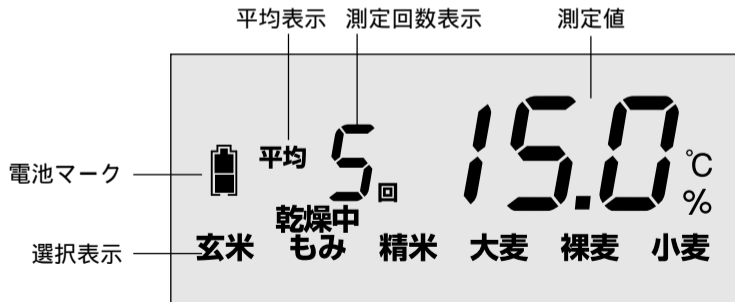 平均表示 測定回数表示 測定値
電池マーク 平均 5回 15.0 ℃
%
乾燥中
選択表示 玄米 もみ 精米 大麦 裸麦 小麦